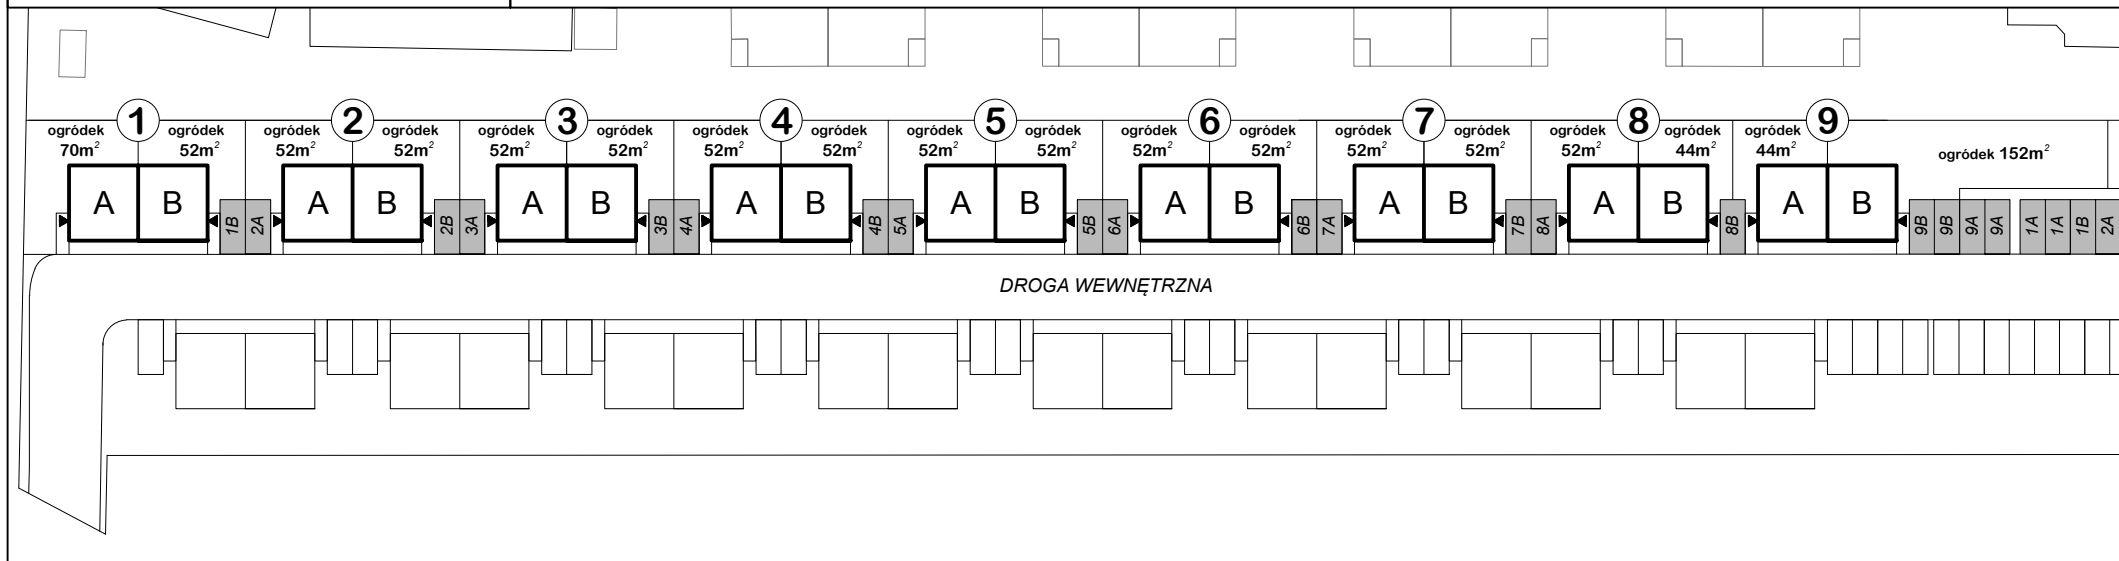 1 2 3 4 5 6 7 8 9
ogródek ogródek ogródek ogródek ogródek ogródek ogródek ogródek ogródek ogródek ogródek ogródek ogródek ogródek ogródek ogródek ogródek
70m² 52m² 52m² 52m² 52m² 52m² 52m² 52m² 52m² 52m² 52m² 52m² 52m² 52m² 52m² 44m² 44m²
ogródek 152m²
A B A B A B A B A B A B A B A B A B
1B 2A 2B 3A 3B 4A 4B 5A 5B 6A 6B 7A 7B 8A 8B 9B 9B 9A 9A 1A 1A 1B 2A
DROGA WEWNĘTRZNA